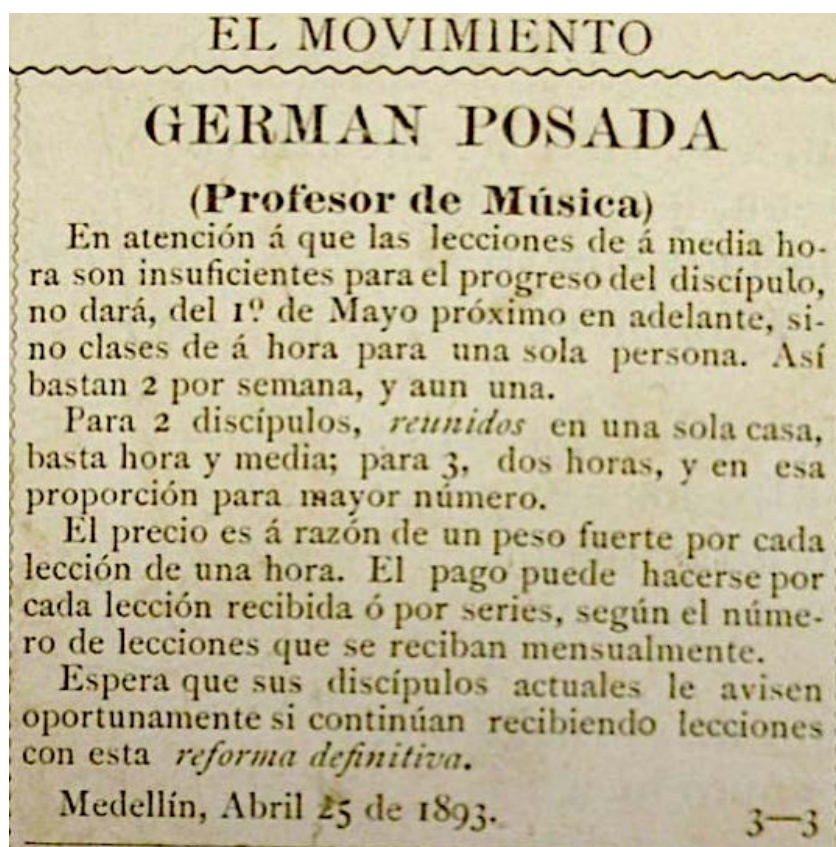 EL MOVIMIENTO
GERMAN POSADA
(Profesor de Música)
En atención á que las lecciones de á media ho-
ra son insuficientes para el progreso del discípulo,
no dará, del 1º de Mayo próximo en adelante, si-
no clases de á hora para una sola persona. Así
bastan 2 por semana, y aun una.
Para 2 discípulos, reunidos en una sola casa,
basta hora y media; para 3, dos horas, y en esa
proporción para mayor número.
El precio es á razón de un peso fuerte por cada
lección de una hora. El pago puede hacerse por
cada lección recibida ó por series, según el núme-
ro de lecciones que se reciban mensualmente.
Espera que sus discípulos actuales le avisen
oportunamente si continúan recibiendo lecciones
con esta reforma definitiva.
Medellín, Abril 25 de 1893.
3—3